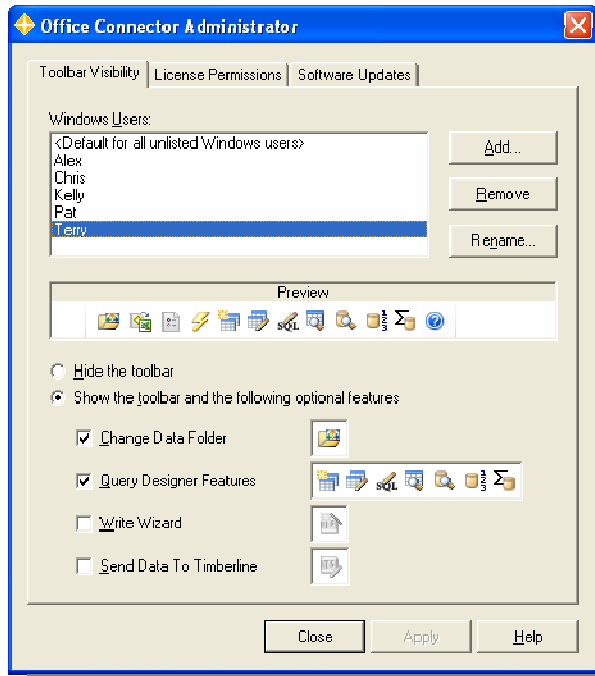 Office Connector Administrator
Toolbar Visibility License Permissions Software Updates
Windows Users:
<Default for all unlisted Windows users>
Alex
Chris
Kelly
Pat
Terry
Add...
Remove
Rename...
Preview
SQL
Hide the toolbar
Show the toolbar and the following optional features
Change Data Folder
Query Designer Features
SQL
Write Wizard
Send Data To Timberline
Close Apply Help